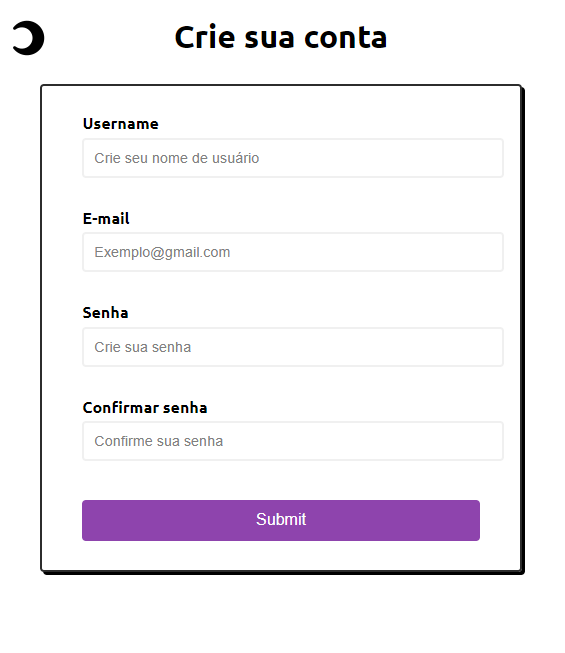 Crie sua conta
Username
Crie seu nome de usuário
E-mail
Exemplo@gmail.com
Senha
Crie sua senha
Confirmar senha
Confirme sua senha
Submit